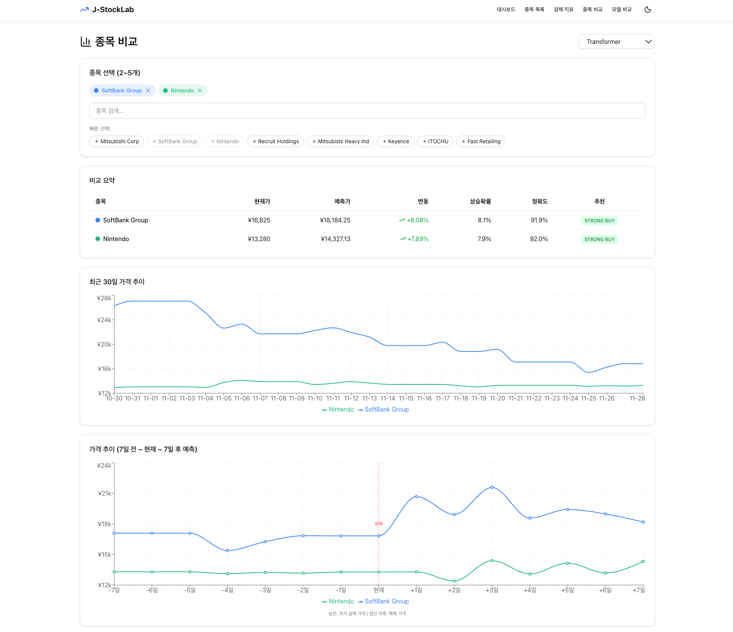 J-StockLab 대시보드 종목 목록 경제 지표 종목 비교 모델 비교
종목 비교 Transformer
종목 선택 (2~5개)
SoftBank Group × Nintendo ×
종목 검색...
빠른 선택:
+ Mitsubishi Corp + SoftBank Group + Nintendo + Recruit Holdings + Mitsubishi Heavy Ind + Keyence + ITOCHU + Fast Retailing
비교 요약
종목 현재가 예측가 변동 상승확률 정확도 추천
SoftBank Group ¥16,825 ¥18,184.25 +8.08% 8.1% 91.9% STRONG BUY
Nintendo ¥13,280 ¥14,327.13 +7.89% 7.9% 92.0% STRONG BUY
최근 30일 가격 추이
¥28k
¥24k
¥20k
¥16k
¥12k
10-30 10-31 11-01 11-02 11-03 11-04 11-05 11-06 11-07 11-08 11-09 11-10 11-11 11-12 11-13 11-14 11-15 11-16 11-17 11-18 11-19 11-20 11-21 11-22 11-23 11-24 11-25 11-26 11-28
Nintendo SoftBank Group
가격 추이 (7일 전 ~ 현재 ~ 7일 후 예측)
¥24k
¥21k
¥18k
현재
¥15k
¥12k
-7일 -6일 -5일 -4일 -3일 -2일 -1일 현재 +1일 +2일 +3일 +4일 +5일 +6일 +7일
Nintendo SoftBank Group
실선: 과거 실제 가격 | 점선 이후: 예측 가격